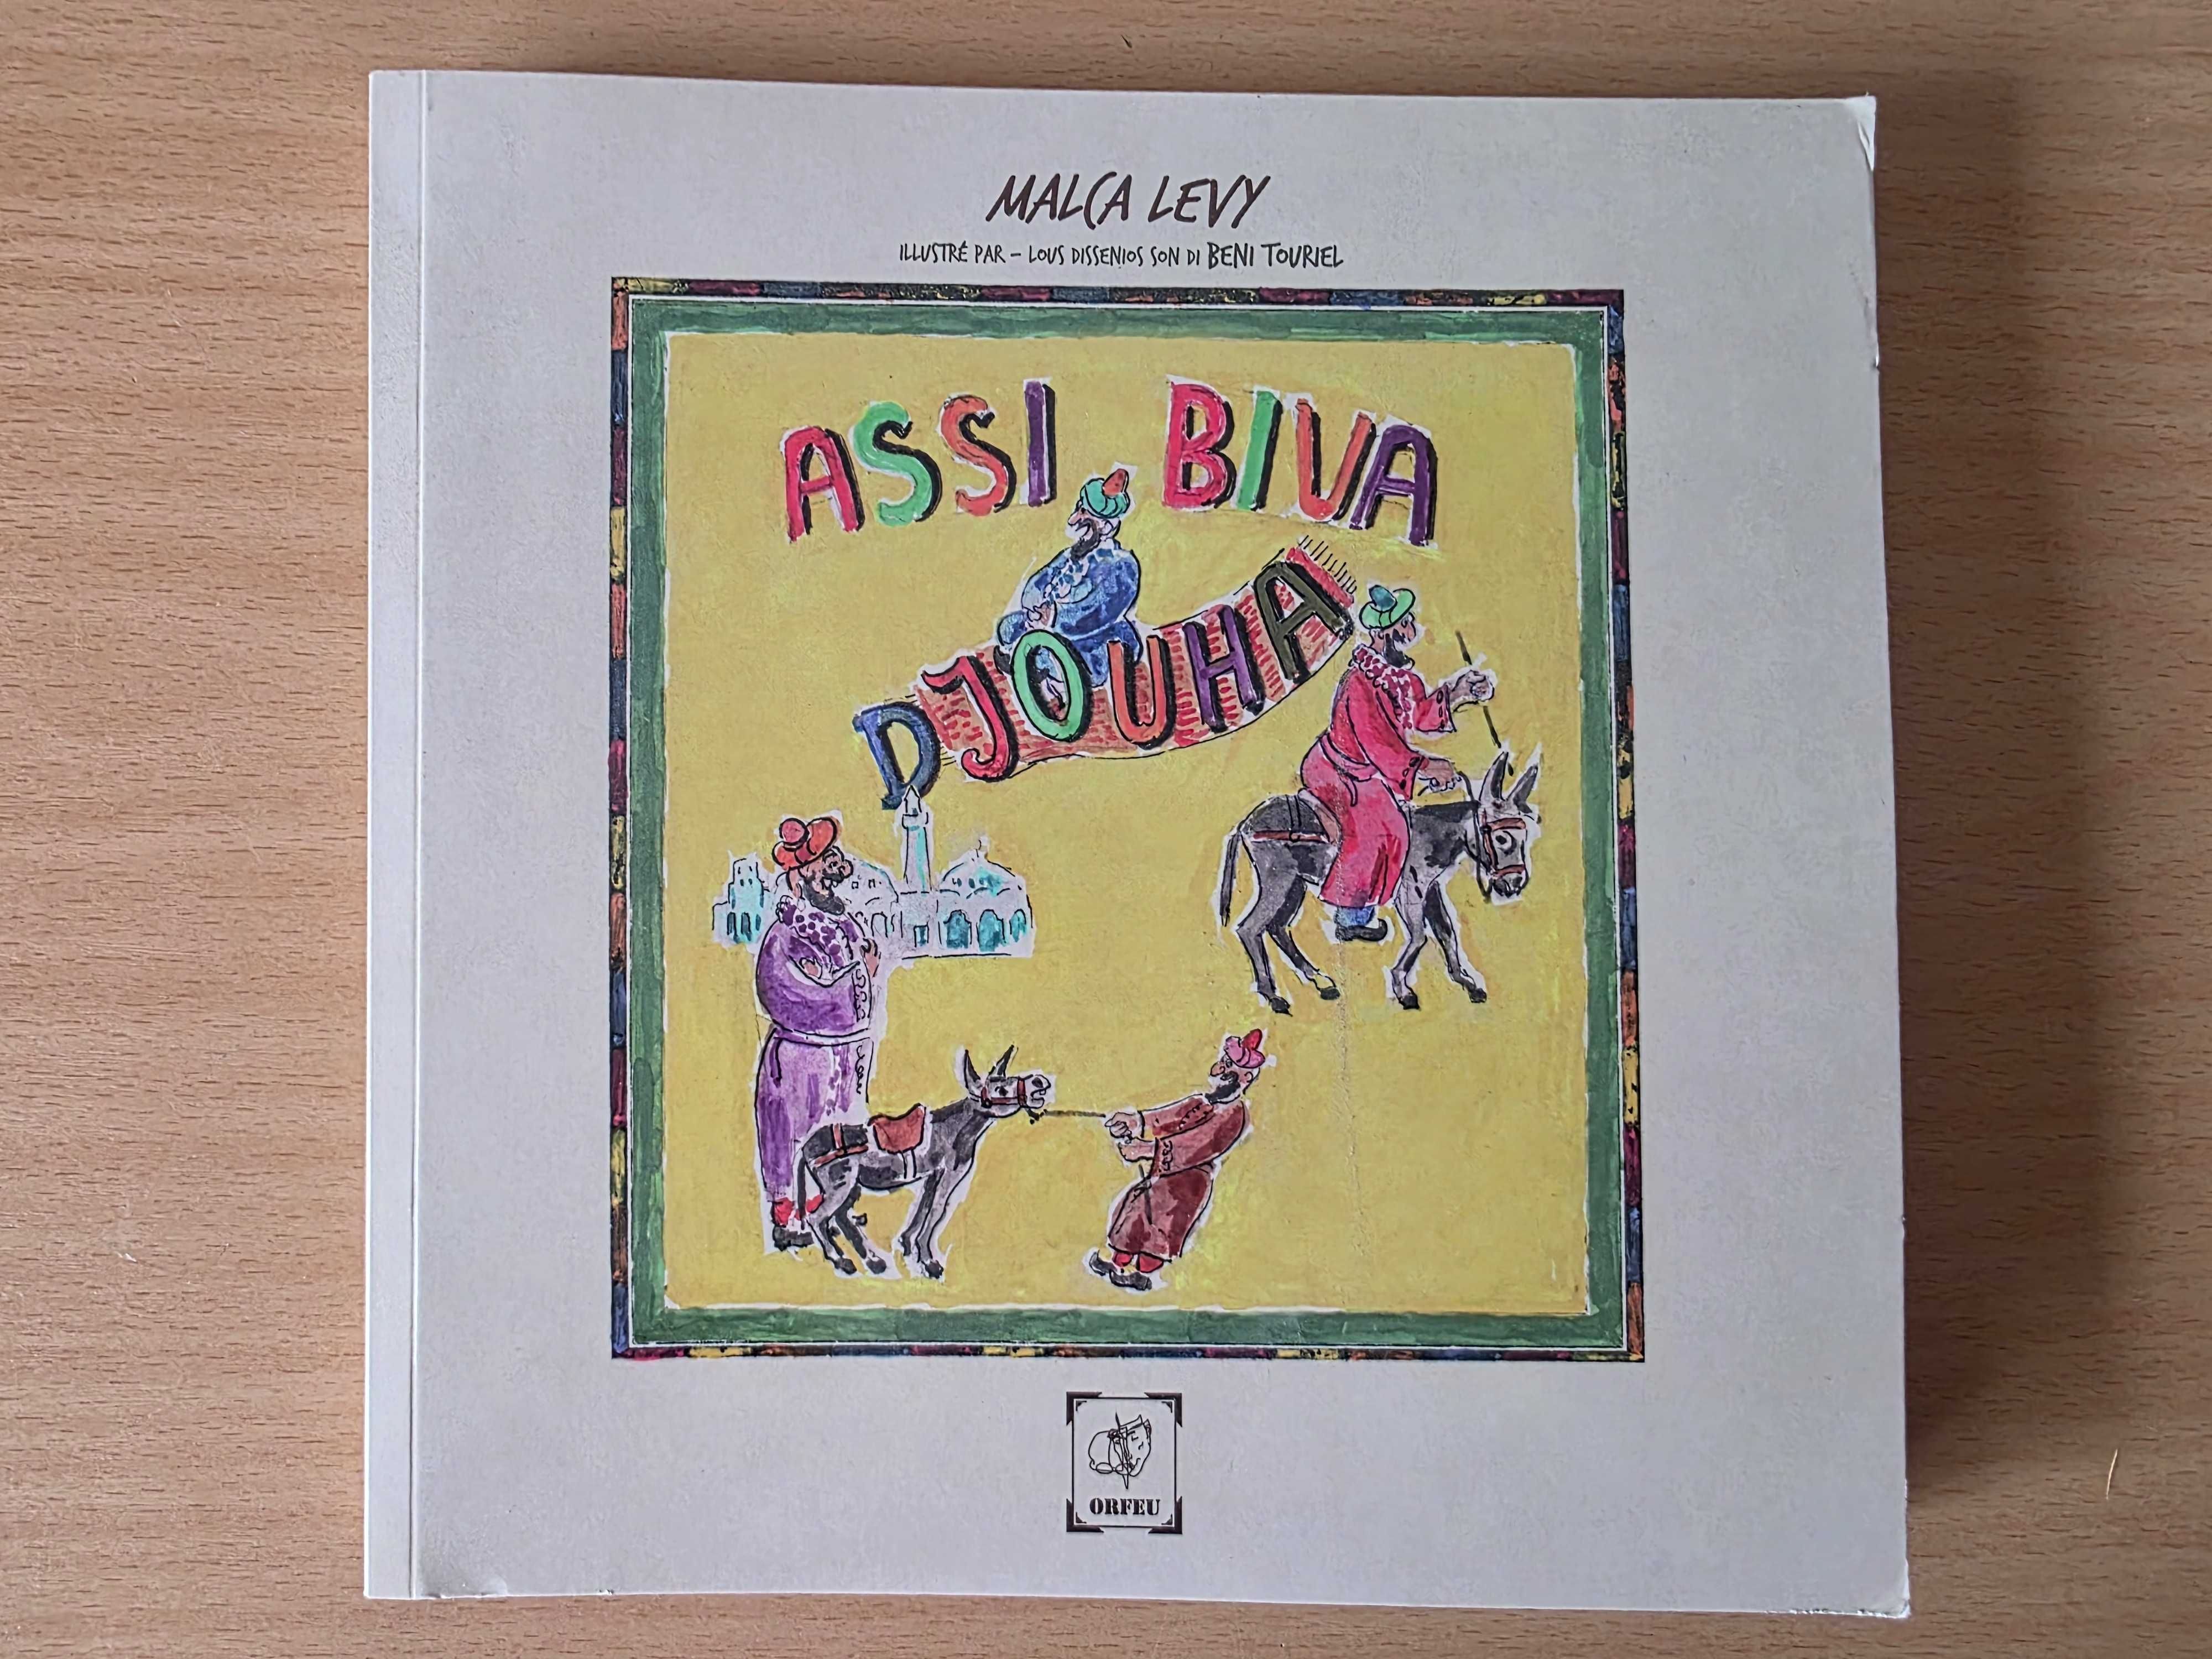 MALCA LEVY
ILLUSTRÉ PAR – LOUS DISSENIOS SON DI BENI TOURIEL
ASSI BIVA
DJOUHA
ORFEU